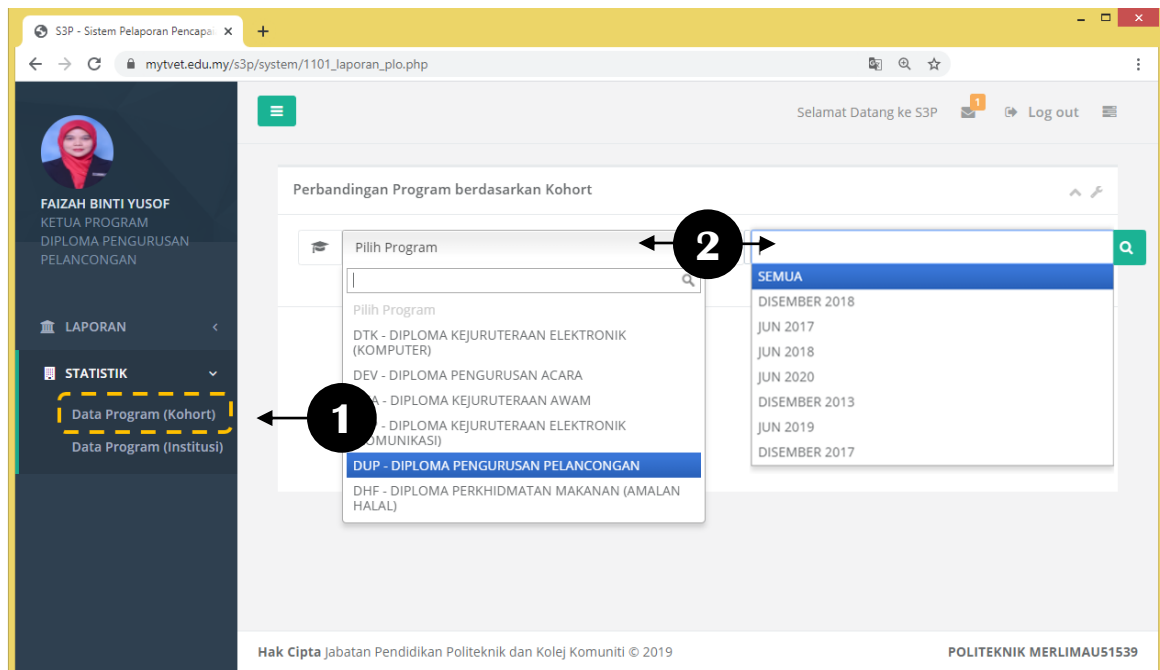 S3P - Sistem Pelaporan Pencapai
mytvet.edu.my/s3p/system/1101_laporan_plo.php
Selamat Datang ke S3P
1
Log out
FAIZAH BINTI YUSOF
KETUA PROGRAM
DIPLOMA PENGURUSAN
PELANCONGAN
LAPORAN
STATISTIK
Data Program (Kohort)
Data Program (Institusi)
1
Perbandingan Program berdasarkan Kohort
Pilih Program
2
Pilih Program
DTK - DIPLOMA KEJURUTERAAN ELEKTRONIK
(KOMPUTER)
DEV - DIPLOMA PENGURUSAN ACARA
- DIPLOMA KEJURUTERAAN AWAM
- DIPLOMA KEJURUTERAAN ELEKTRONIK
DUP - DIPLOMA PENGURUSAN PELANCONGAN
DHF - DIPLOMA PERKHIDMATAN MAKANAN (AMALAN
HALAL)
SEMUA
DISEMBER 2018
JUN 2017
JUN 2018
JUN 2020
DISEMBER 2013
JUN 2019
DISEMBER 2017
Hak Cipta Jabatan Pendidikan Politeknik dan Kolej Komuniti © 2019
POLITEKNIK MERLIMAU51539